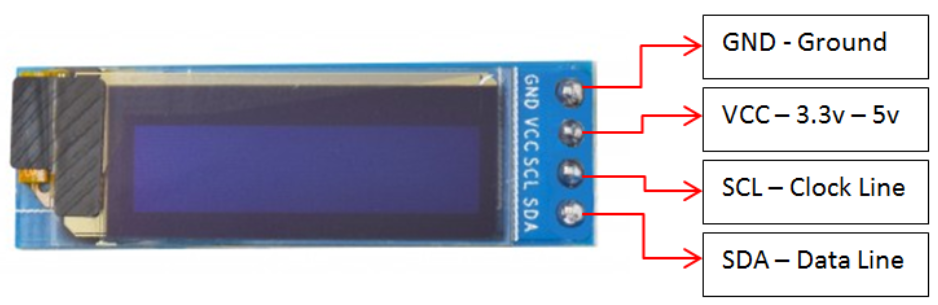 GND VCC SCL SDA
GND - Ground
VCC – 3.3v – 5v
SCL – Clock Line
SDA – Data Line